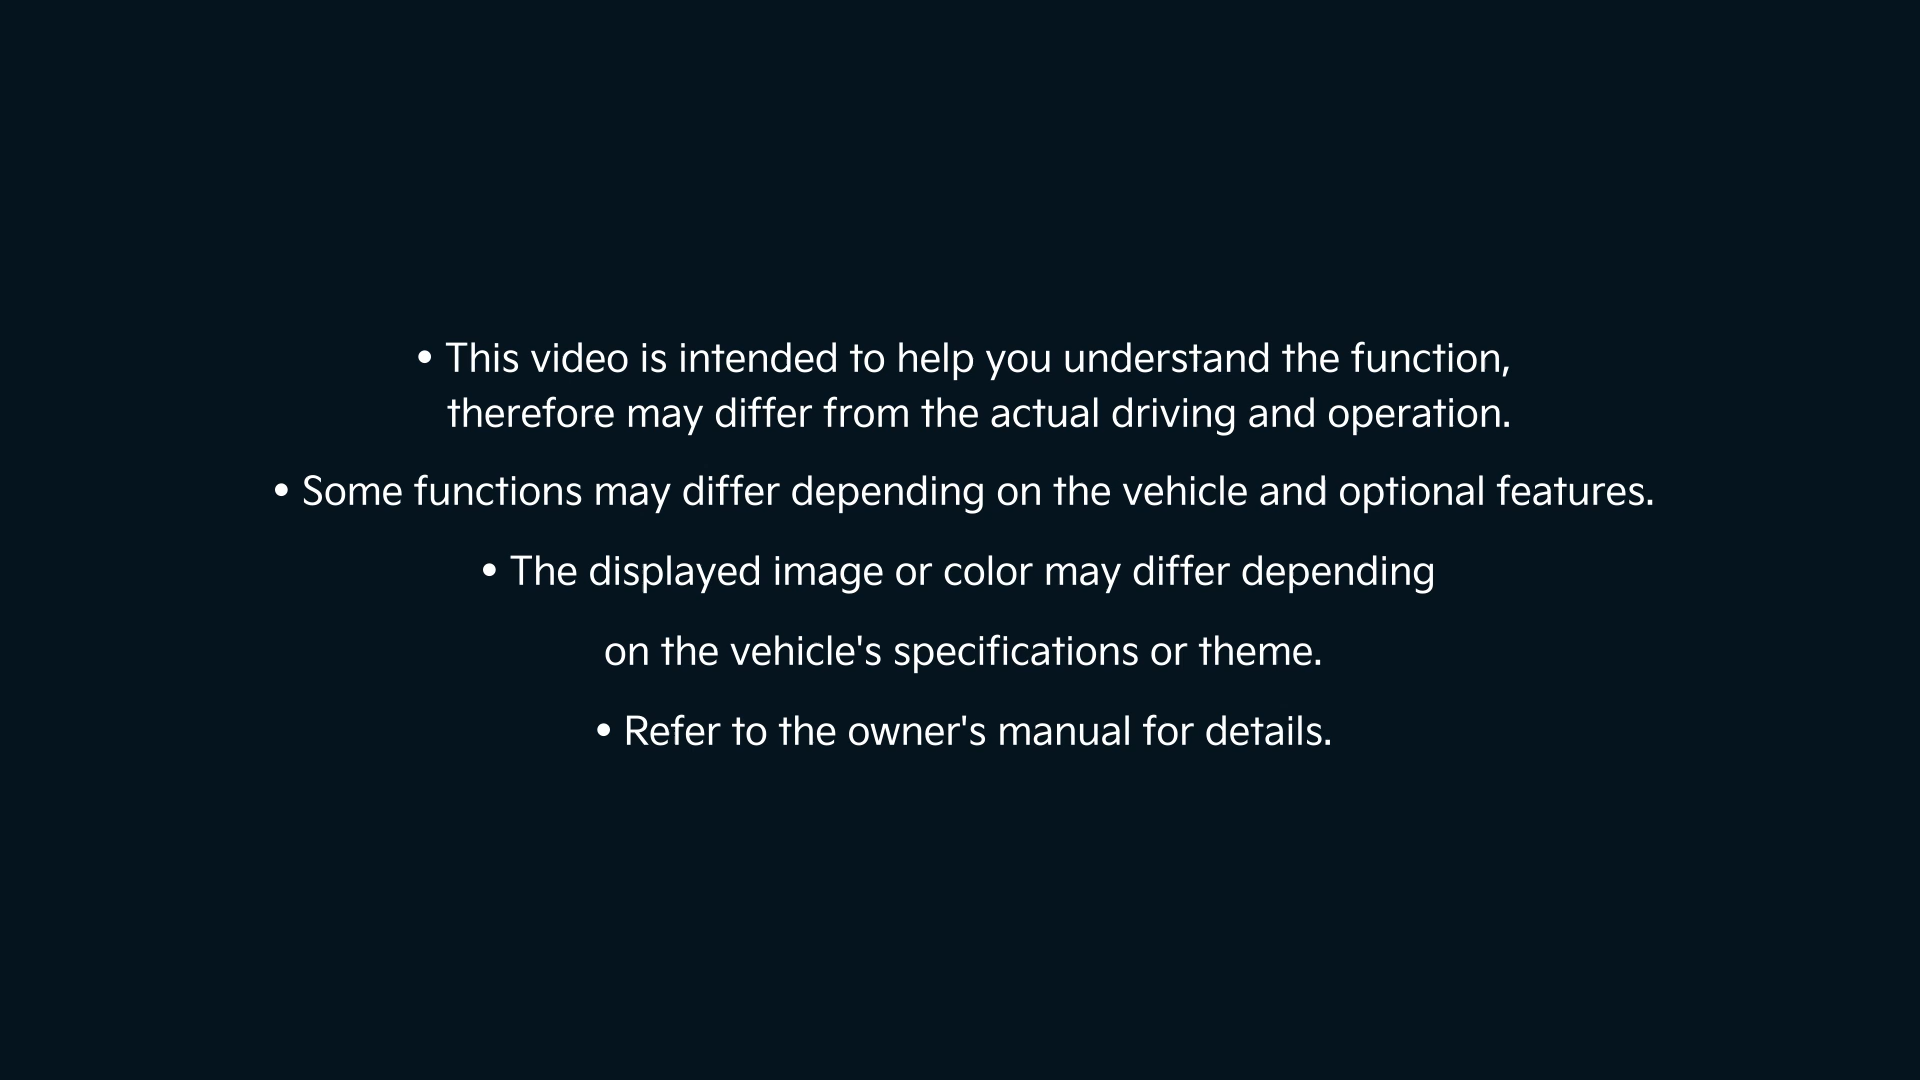 • This video is intended to help you understand the function,
therefore may differ from the actual driving and operation.
• Some functions may differ depending on the vehicle and optional features.
• The displayed image or color may differ depending
on the vehicle's specifications or theme.
• Refer to the owner's manual for details.